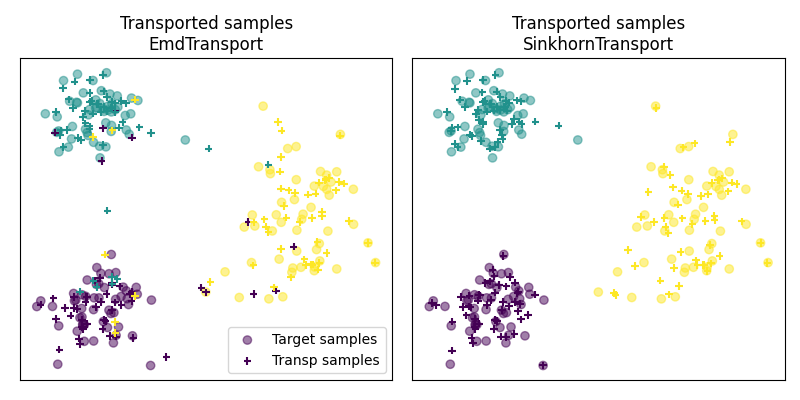 Transported samples
EmdTransport
Transported samples
SinkhornTransport
Target samples
Transp samples